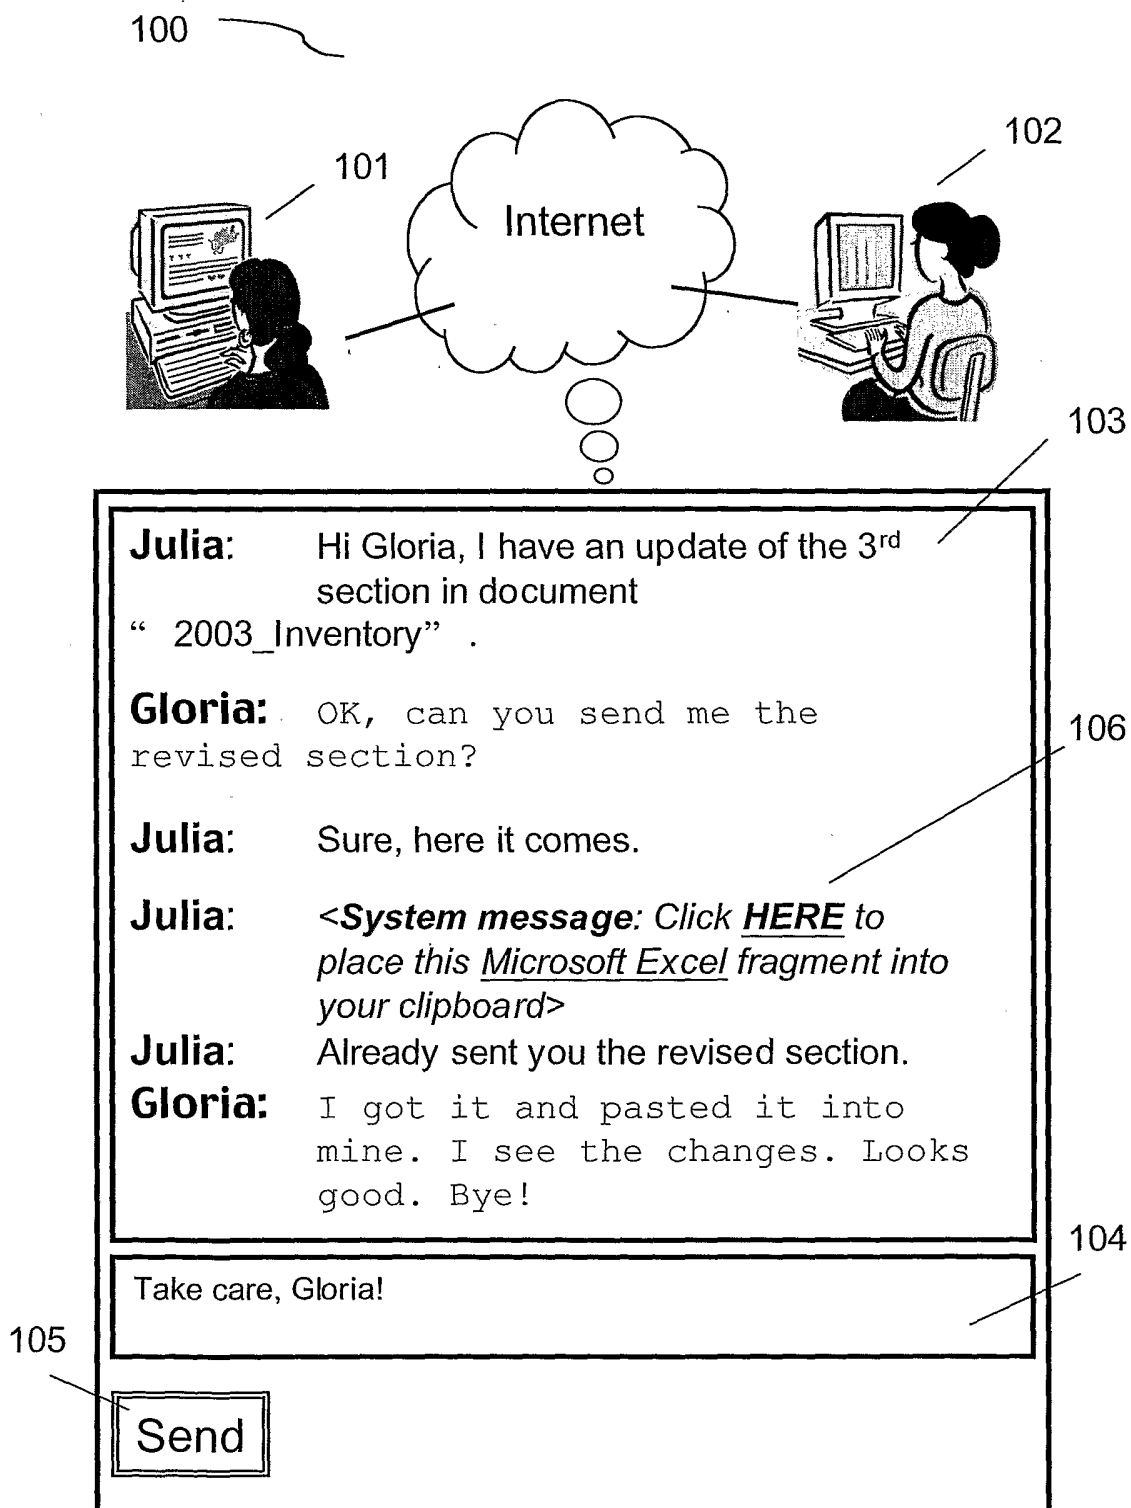 100
102
101
Internet
103
Julia: Hi Gloria, I have an update of the 3rd
section in document
“ 2003_Inventory” .
Gloria: OK, can you send me the
revised section?
106
Julia: Sure, here it comes.
Julia: <System message: Click HERE to
place this Microsoft Excel fragment into
your clipboard>
Julia: Already sent you the revised section.
Gloria: I got it and pasted it into
mine. I see the changes. Looks
good. Bye!
104
Take care, Gloria!
105
Send